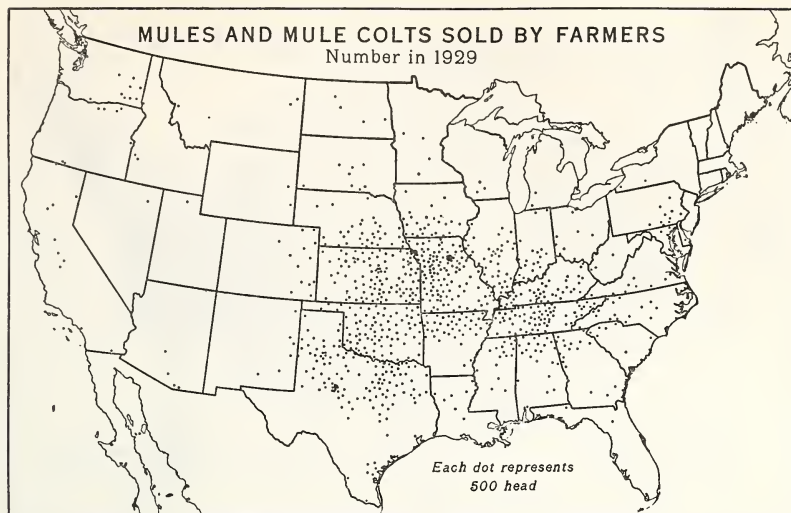 MULES AND MULE COLTS SOLD BY FARMERS
Number in 1929
Each dot represents
500 head